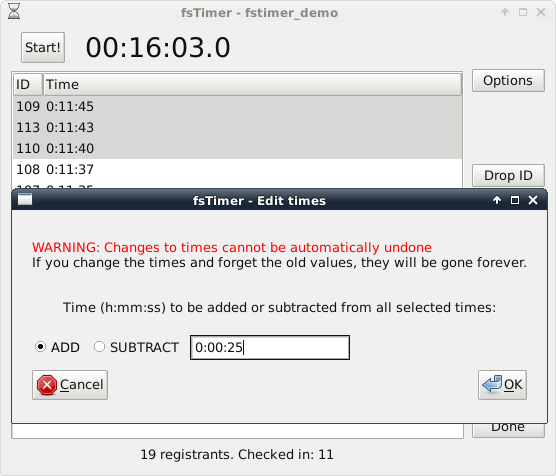 fsTimer - fstimer_demo
Start! 00:16:03.0
ID Time
Options
109 0:11:45
113 0:11:43
110 0:11:40
108 0:11:37
Drop ID
fsTimer - Edit times
WARNING: Changes to times cannot be automatically undone
If you change the times and forget the old values, they will be gone forever.
Time (h:mm:ss) to be added or subtracted from all selected times:
ADD SUBTRACT 0:00:25
Cancel OK
Done
19 registrants. Checked in: 11